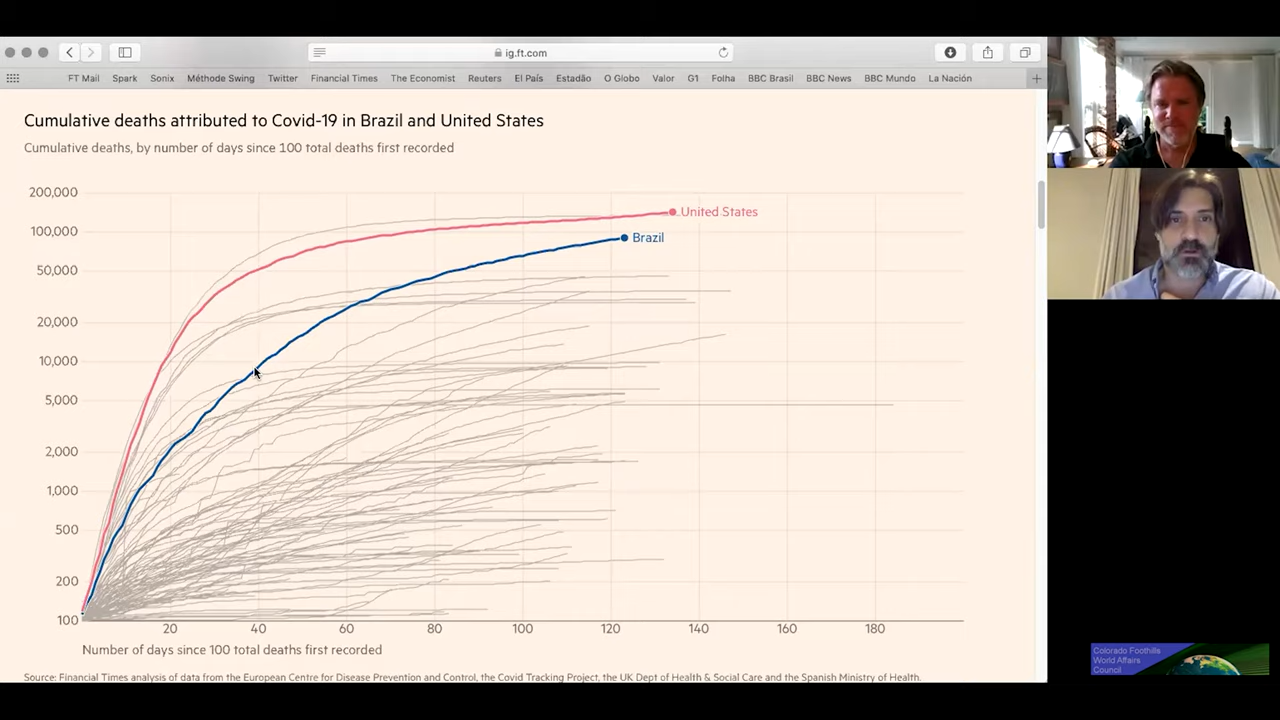 ig.ft.com
FT Mail Spark Sonix Méthode Swing Twitter Financial Times The Economist Reuters El País Estadão O Globo Valor G1 Folha BBC Brasil BBC News BBC Mundo La Nación
Cumulative deaths attributed to Covid-19 in Brazil and United States
Cumulative deaths, by number of days since 100 total deaths first recorded
200,000
United States
100,000
Brazil
50,000
20,000
10,000
5,000
2,000
1,000
500
200
100
20 40 60 80 100 120 140 160 180
Number of days since 100 total deaths first recorded
Source: Financial Times analysis of data from the European Centre for Disease Prevention and Control, the Covid Tracking Project, the UK Dept of Health & Social Care and the Spanish Ministry of Health.
Colorado Foothills
World Affairs
Council